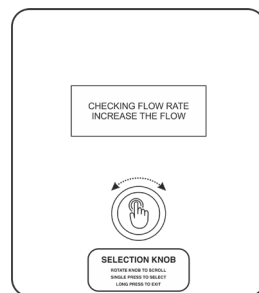 CHECKING FLOW RATE
INCREASE THE FLOW
SELECTION KNOB
ROTATE KNOB TO SCROLL
SINGLE PRESS TO SELECT
LONG PRESS TO EXIT